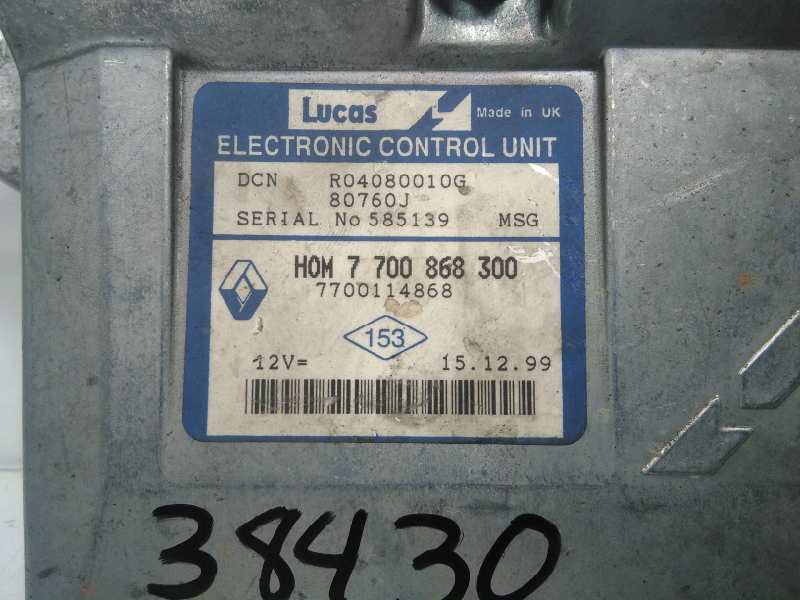 Lucas Made in UK
ELECTRONIC CONTROL UNIT
DCN R04080010G
80760J
SERIAL No 585139 MSG
HOM 7 700 868 300
7700114868
153
12V= 15.12.99
38430